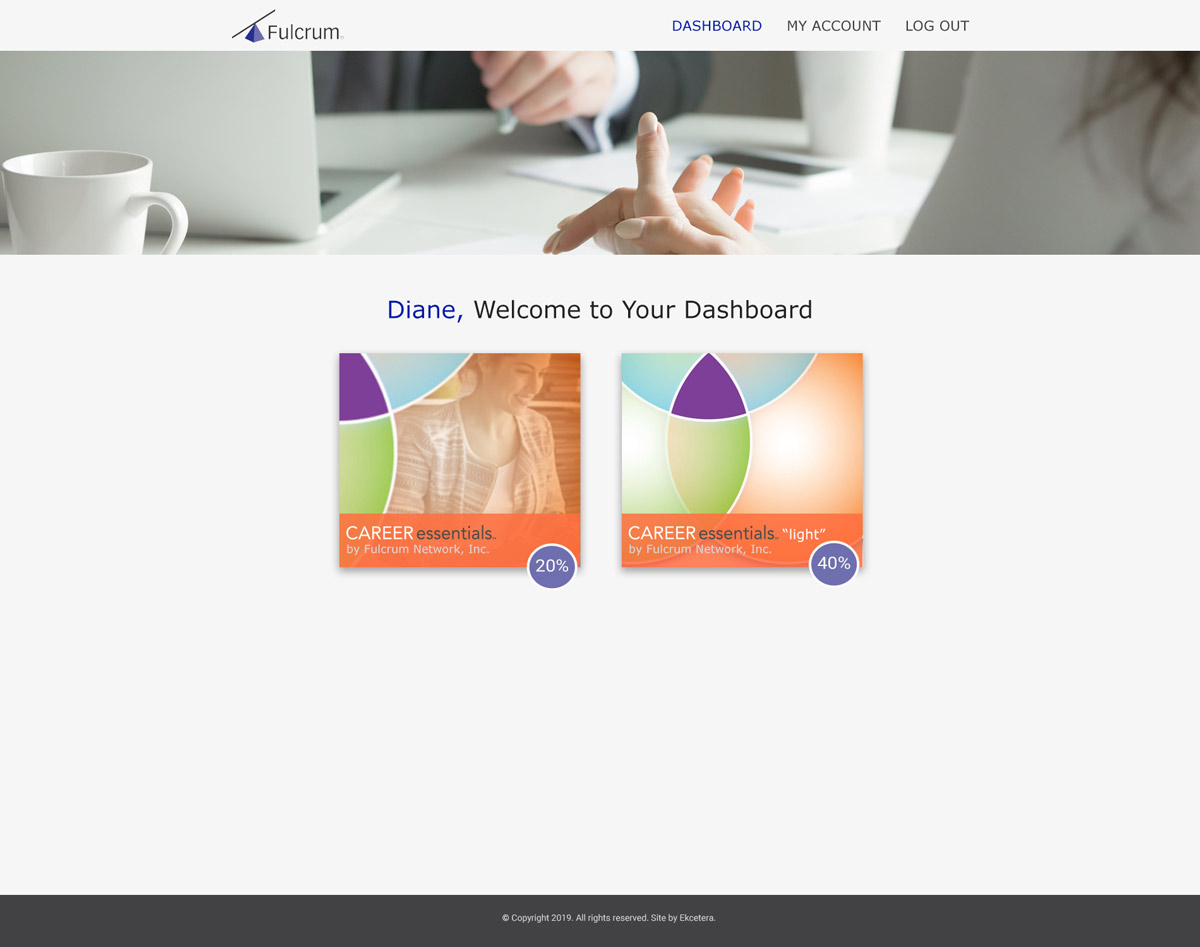 Fulcrum
DASHBOARD MY ACCOUNT LOG OUT
Diane, Welcome to Your Dashboard
CAREER essentials
by Fulcrum Network, Inc.
20%
CAREER essentials "light"
by Fulcrum Network, Inc.
40%
© Copyright 2019. All rights reserved. Site by Ekcetera.